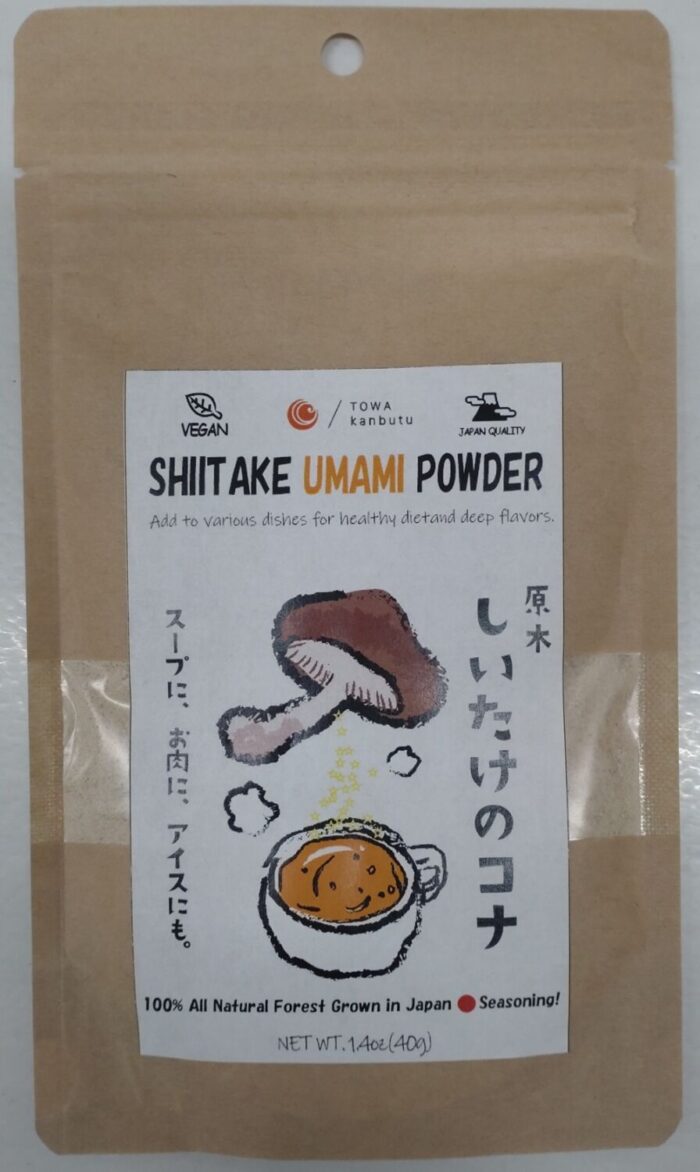 VEGAN
TOWA
kanbutu
JAPAN QUALITY
SHIITAKE UMAMI POWDER
Add to various dishes for healthy dietand deep flavors.
原木
しいたけのコナ
スープに、お肉に、アイスにも。
100% All Natural Forest Grown in Japan Seasoning!
NET WT.1.4oz(40g)